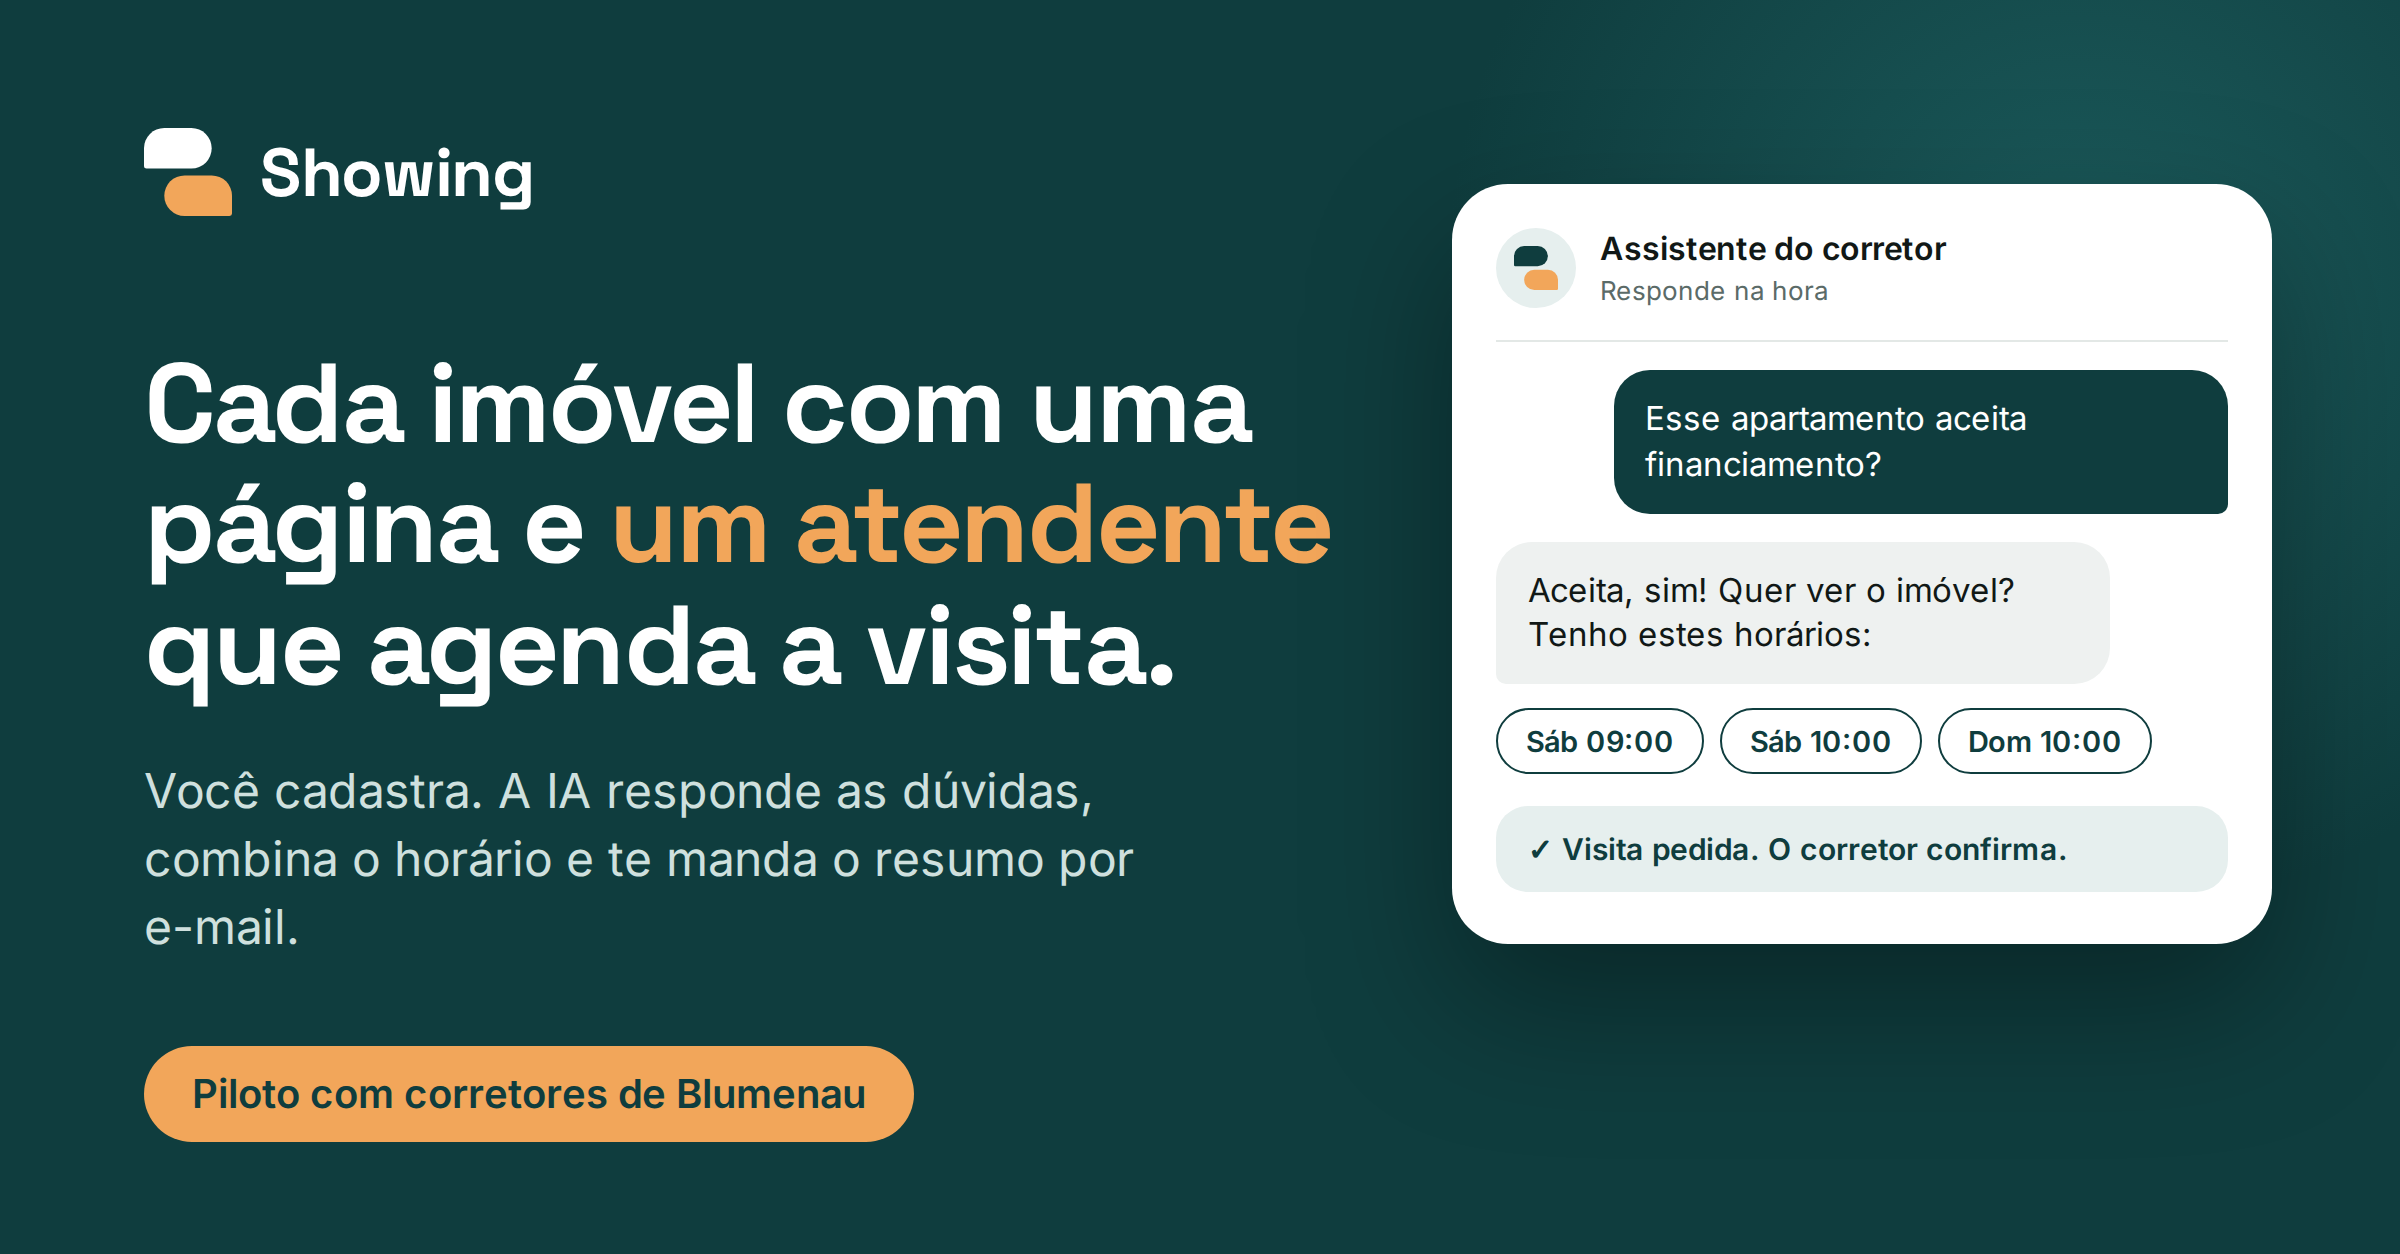 Showing
Cada imóvel com uma
página e um atendente
que agenda a visita.
Você cadastra. A IA responde as dúvidas,
combina o horário e te manda o resumo por
e-mail.
Piloto com corretores de Blumenau
Assistente do corretor
Responde na hora
Esse apartamento aceita
financiamento?
Aceita, sim! Quer ver o imóvel?
Tenho estes horários:
Sáb 09:00 Sáb 10:00 Dom 10:00
✓ Visita pedida. O corretor confirma.